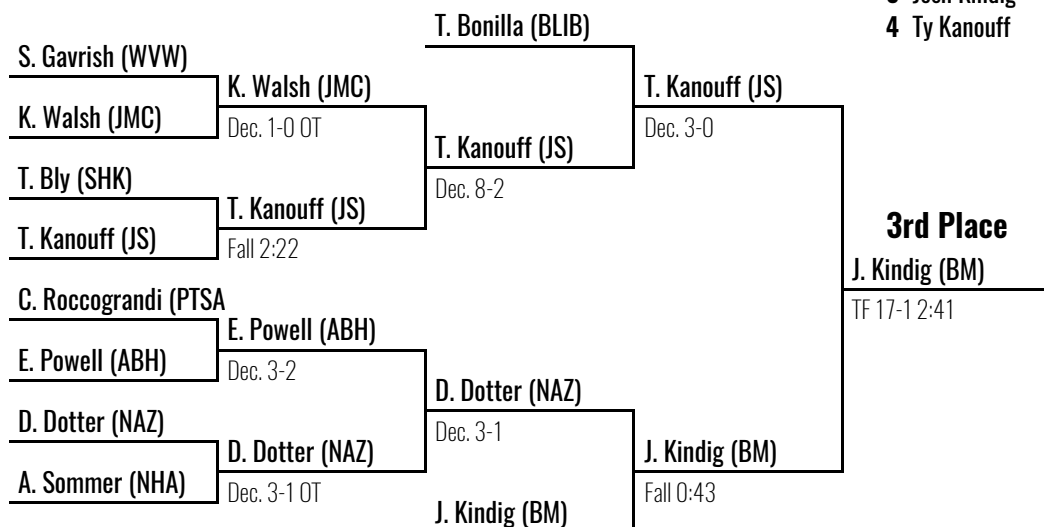 3 Josh Kindig
4 Ty Kanouff
T. Bonilla (BLIB)
S. Gavrish (WVW)
K. Walsh (JMC)
T. Kanouff (JS)
K. Walsh (JMC)
Dec. 1-0 OT
Dec. 3-0
T. Kanouff (JS)
T. Bly (SHK)
Dec. 8-2
T. Kanouff (JS)
3rd Place
T. Kanouff (JS)
Fall 2:22
J. Kindig (BM)
C. Roccograndi (PTSA
TF 17-1 2:41
E. Powell (ABH)
E. Powell (ABH)
Dec. 3-2
D. Dotter (NAZ)
D. Dotter (NAZ)
Dec. 3-1
D. Dotter (NAZ)
J. Kindig (BM)
A. Sommer (NHA)
Dec. 3-1 OT
Fall 0:43
J. Kindig (BM)